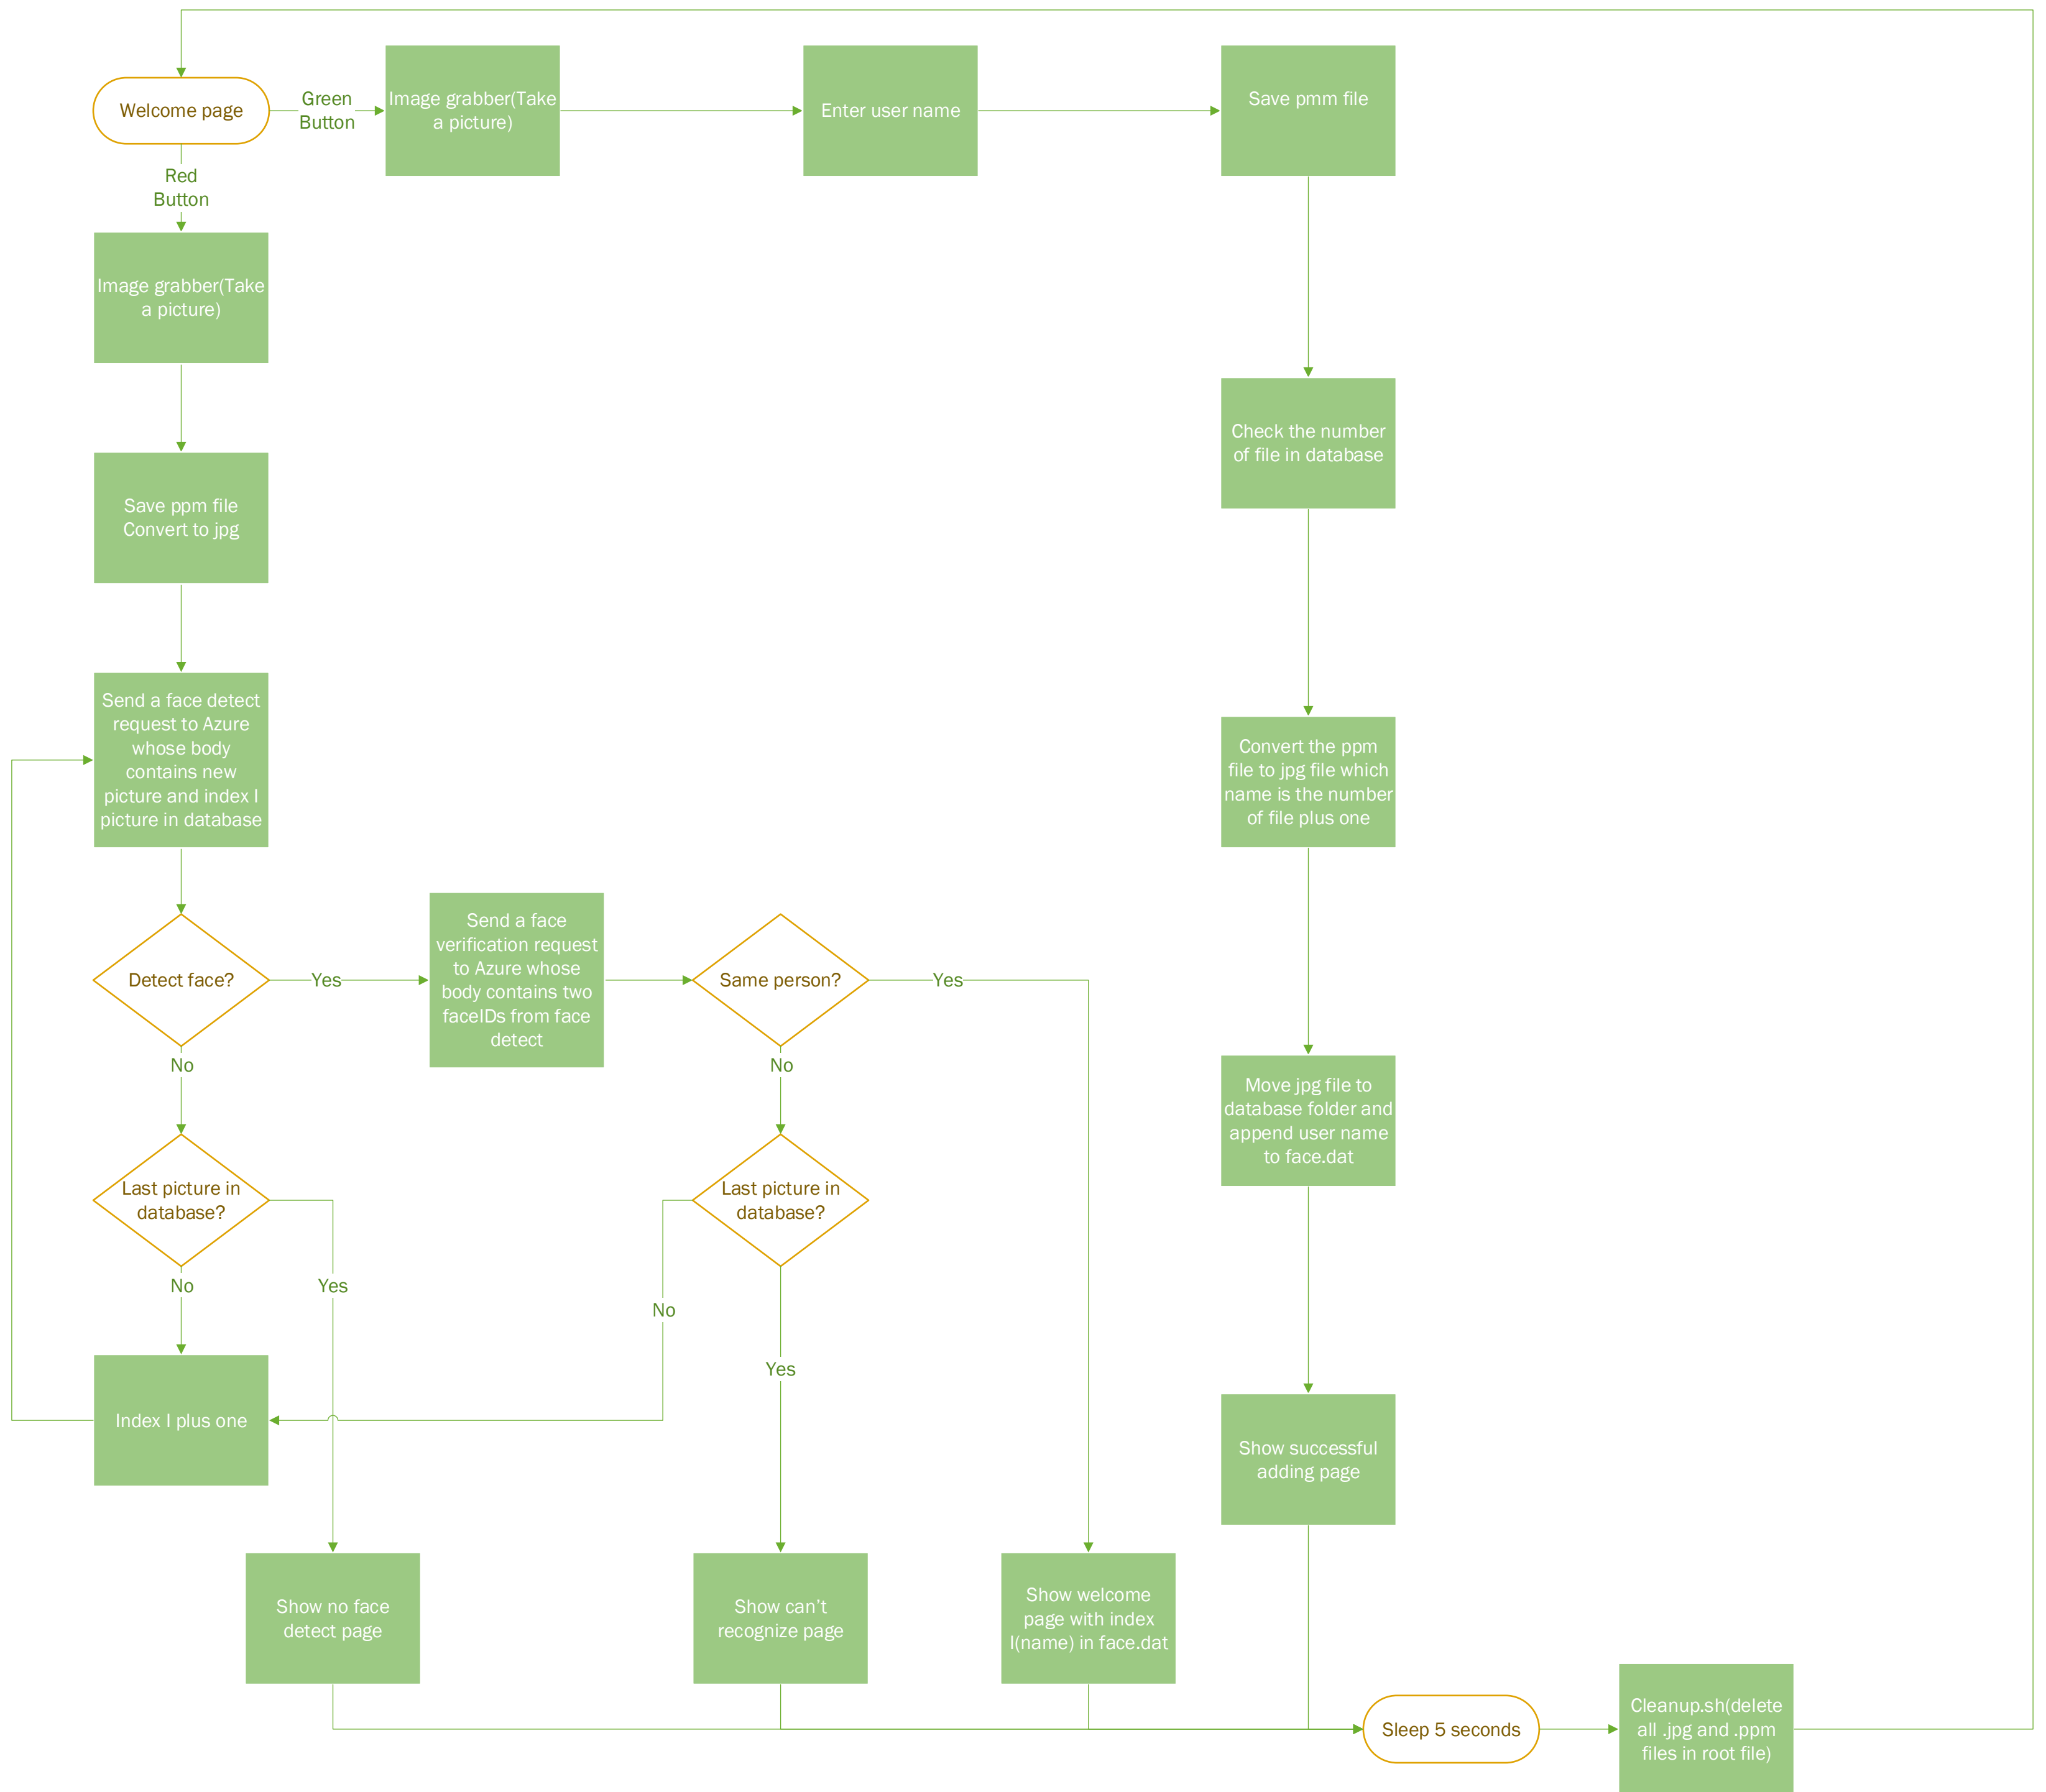 Welcome page
Green
Button
Image grabber(Take
a picture)
Enter user name
Save pmm file
Red
Button
Image grabber(Take
a picture)
Save ppm file
Convert to jpg
Check the number
of file in database
Send a face detect
request to Azure
whose body
contains new
picture and index I
picture in database
Convert the ppm
file to jpg file which
name is the number
of file plus one
Detect face?
Yes
Send a face
verification request
to Azure whose
body contains two
faceIDs from face
detect
Same person?
Yes
No
No
Move jpg file to
database folder and
append user name
to face.dat
Last picture in
database?
Last picture in
database?
No
Yes
No
Yes
Index I plus one
Show successful
adding page
Show no face
detect page
Show can’t
recognize page
Show welcome
page with index
I(name) in face.dat
Sleep 5 seconds
Cleanup.sh(delete
all .jpg and .ppm
files in root file)